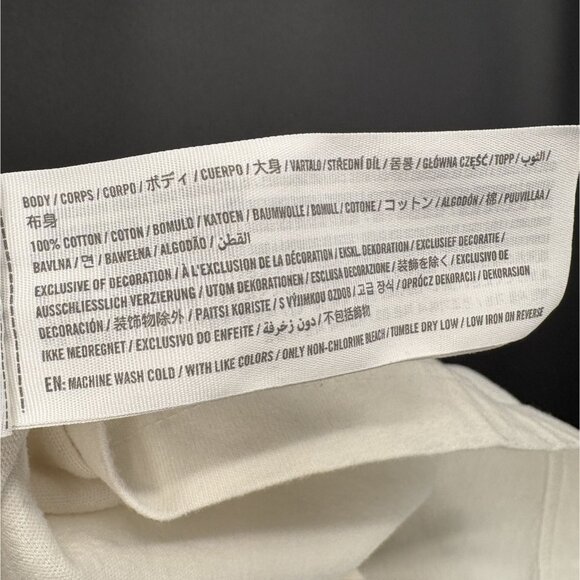 BODY / CORPS / CORPO / ボディ / CUERPO / 大身 / VARTALO / STŘEDNÍ DÍL / 몸통 / GŁÓWNA CZĘŚĆ / TOPP / الثوب /
布身
100% COTTON / COTON / BOMULD / KATOEN / BAUMWOLLE / BOMULL / COTONE / コットン / ALGODÓN / 棉 / PUUVILLAA /
BAVLNA / 면 / BAWEŁNA / ALGODÃO / القطن
EXCLUSIVE OF DECORATION / À L'EXCLUSION DE LA DÉCORATION / EKSKL. DEKORATION / EXCLUSIEF DECORATIE /
AUSSCHLIESSLICH VERZIERUNG / UTOM DEKORATIONEN / ESCLUSA DECORAZIONE / 装飾を除く / EXCLUSIVO DE
DECORACIÓN / 装饰物除外 / PAITSI KORISTE / S VÝJIMKOU OZDOB / 고급 장식 / OPRÓCZ DEKORACJI / DEKORASJON
IKKE MEDREGNET / EXCLUSIVO DO ENFEITE / دون زخرفة / 不包括飾物
EN: MACHINE WASH COLD / WITH LIKE COLORS / ONLY NON-CHLORINE BLEACH / TUMBLE DRY LOW / LOW IRON ON REVERSE